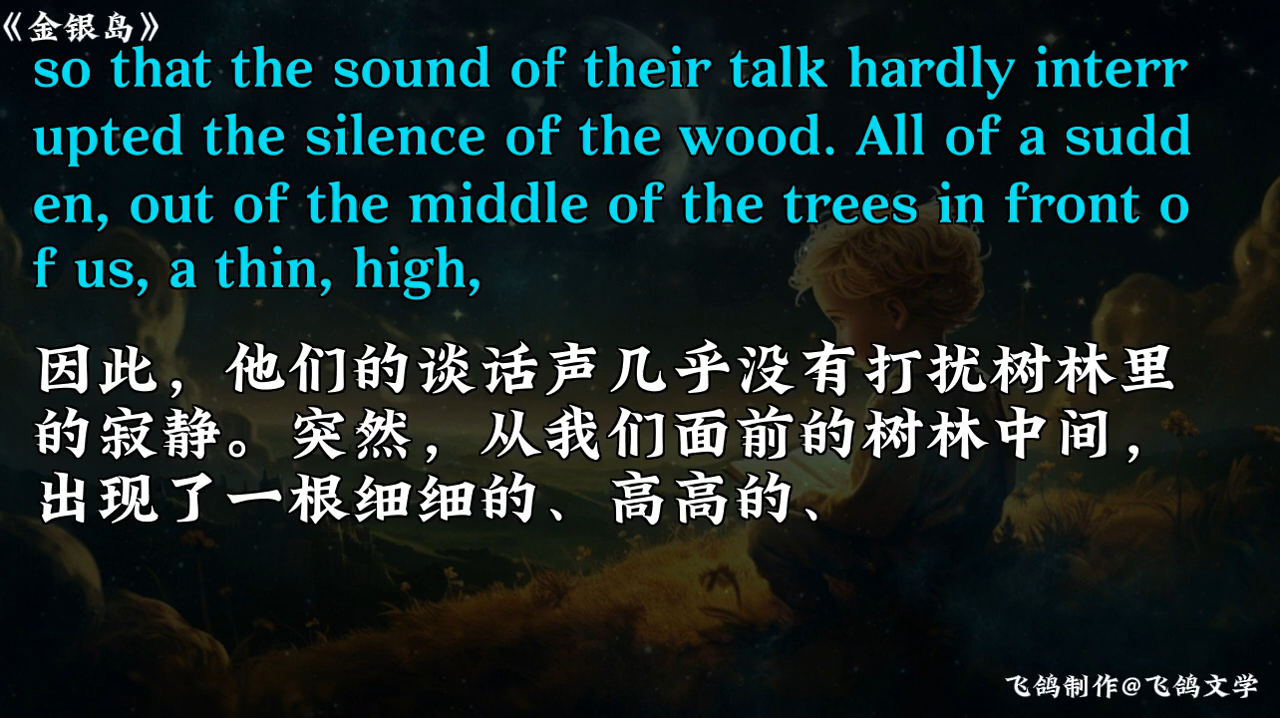 《金银岛》
so that the sound of their talk hardly interr
upted the silence of the wood. All of a sudd
en, out of the middle of the trees in front o
f us, a thin, high,
因此，他们的谈话声几乎没有打扰树林里
的寂静。突然，从我们面前的树林中间，
出现了一根细细的、高高的、
飞鸽制作@飞鸽文学